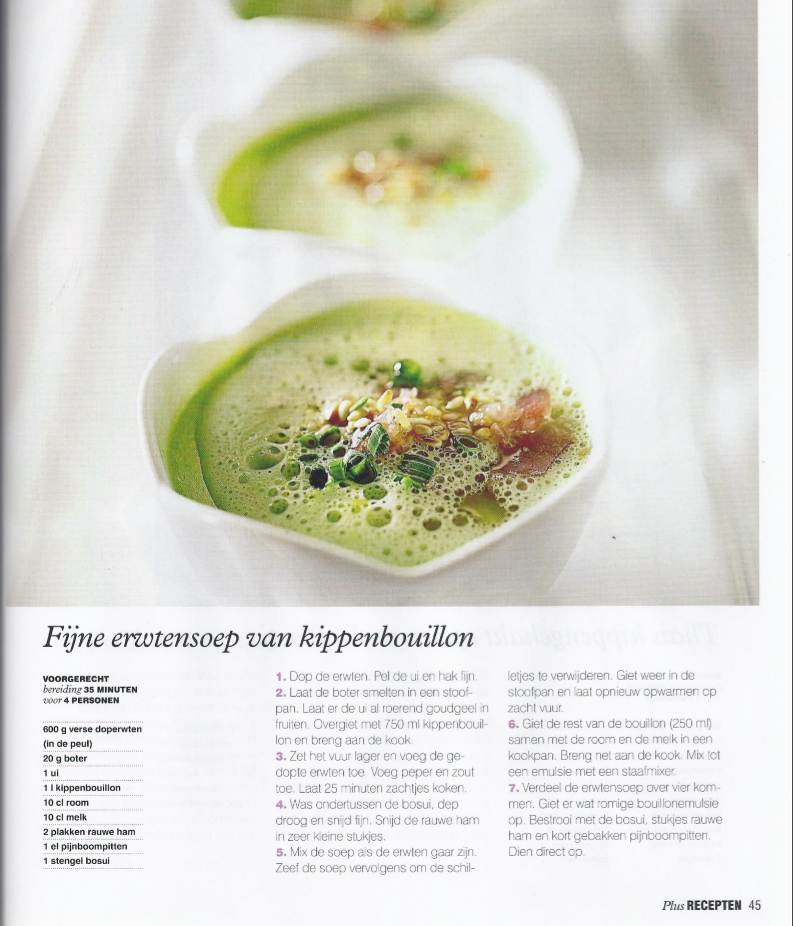 Fijne erwtensoep van kippenbouillon
VOORGERECHT
bereiding 35 MINUTEN
voor 4 PERSONEN
600 g verse doperwten
(in de peul)
20 g boter
1 ui
1 l kippenbouillon
10 cl room
10 cl melk
2 plakken rauwe ham
1 el pijnboompitten
1 stengel bosui
1. Dop de erwten. Pel de ui en hak fijn.
2. Laat de boter smelten in een stoof-
pan. Laat er de ui al roerend goudgeel in
fruiten. Overgiet met 750 ml kippenbouil-
lon en breng aan de kook.
3. Zet het vuur lager en voeg de ge-
dopte erwten toe. Voeg peper en zout
toe. Laat 25 minuten zachtjes koken.
4. Was ondertussen de bosui, dep
droog en snijd fijn. Snijd de rauwe ham
in zeer kleine stukjes.
5. Mix de soep als de erwten gaar zijn.
Zeef de soep vervolgens om de schil-
letjes te verwijderen. Giet weer in de
stoofpan en laat opnieuw opwarmen op
zacht vuur.
6. Giet de rest van de bouillon (250 ml)
samen met de room en de melk in een
kookpan. Breng net aan de kook. Mix tot
een emulsie met een staafmixer.
7. Verdeel de erwtensoep over vier kom-
men. Giet er wat romige bouillonemulsie
op. Bestrooi met de bosui, stukjes rauwe
ham en kort gebakken pijnboompitten.
Dien direct op.
Plus RECEPTEN 45